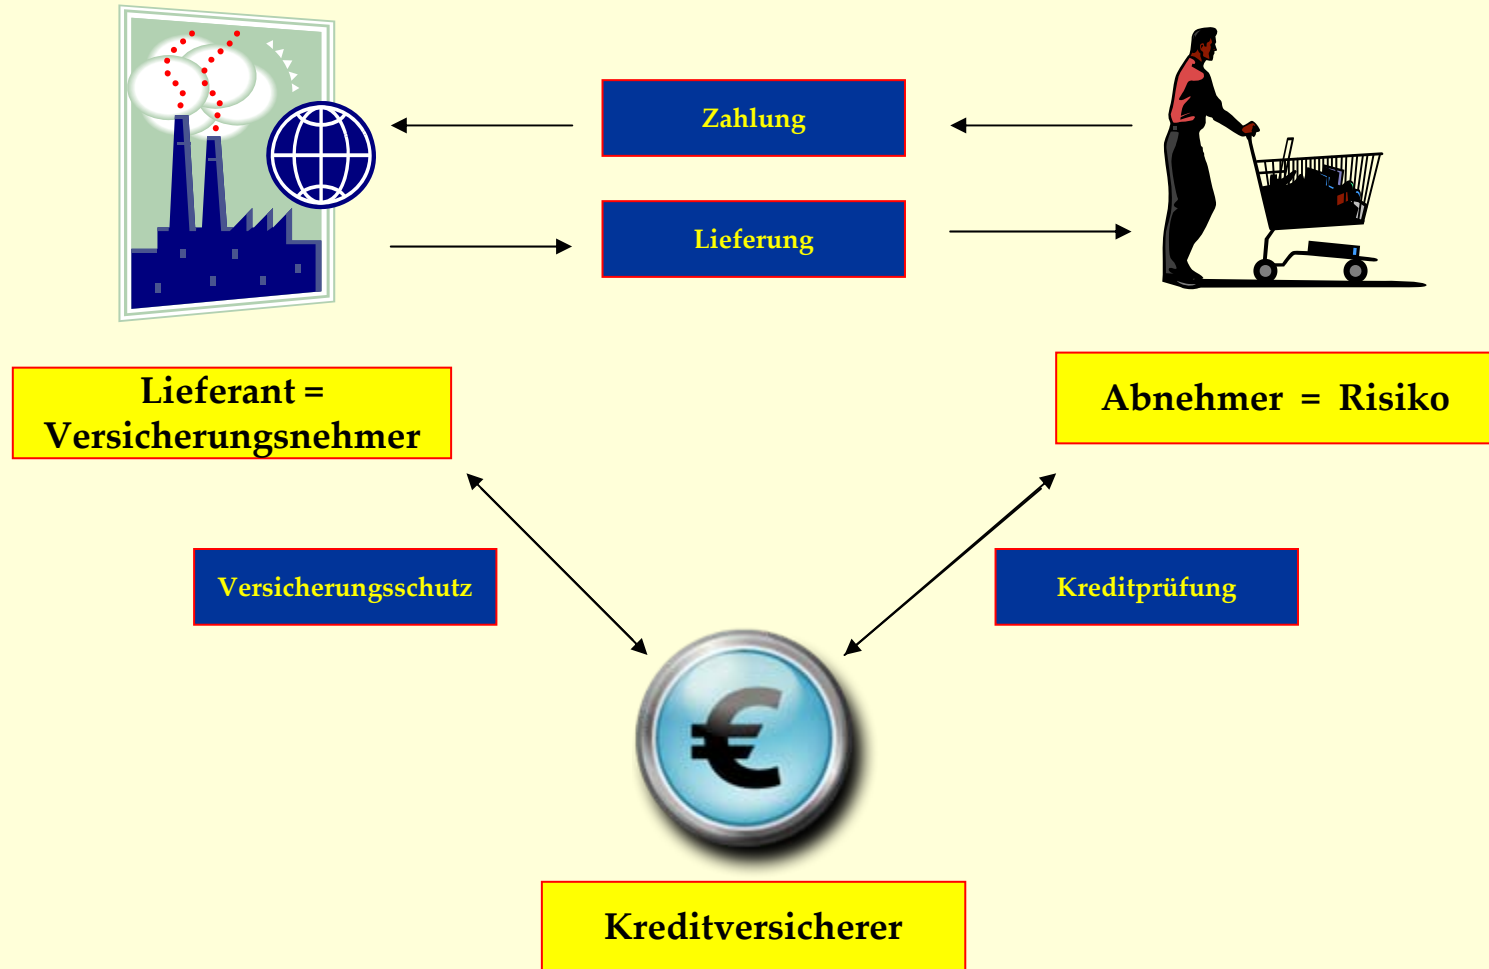 Zahlung
Lieferung
Lieferant =
Versicherungsnehmer
Abnehmer = Risiko
Versicherungsschutz
Kreditprüfung
€
Kreditversicherer